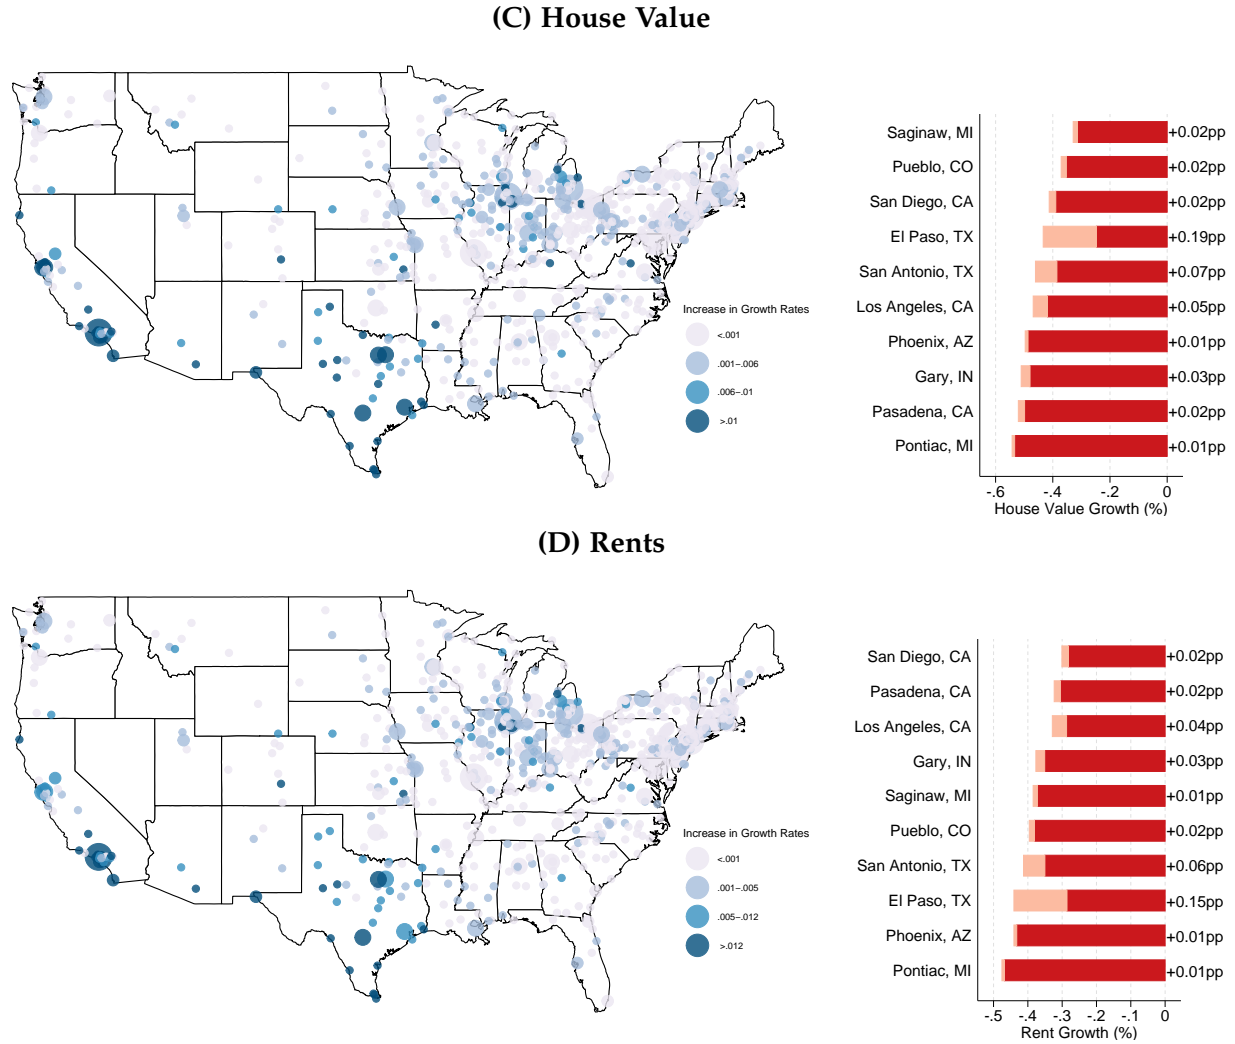 (C) House Value
Increase in Growth Rates
<.001
.001–.006
.006–.01
>.01
Saginaw, MI +0.02pp
Pueblo, CO +0.02pp
San Diego, CA +0.02pp
El Paso, TX +0.19pp
San Antonio, TX +0.07pp
Los Angeles, CA +0.05pp
Phoenix, AZ +0.01pp
Gary, IN +0.03pp
Pasadena, CA +0.02pp
Pontiac, MI +0.01pp
-.6 -.4 -.2 0
House Value Growth (%)
(D) Rents
Increase in Growth Rates
<.001
.001–.005
.005–.012
>.012
San Diego, CA +0.02pp
Pasadena, CA +0.02pp
Los Angeles, CA +0.04pp
Gary, IN +0.03pp
Saginaw, MI +0.01pp
Pueblo, CO +0.02pp
San Antonio, TX +0.06pp
El Paso, TX +0.15pp
Phoenix, AZ +0.01pp
Pontiac, MI +0.01pp
-.5 -.4 -.3 -.2 -.1 0
Rent Growth (%)